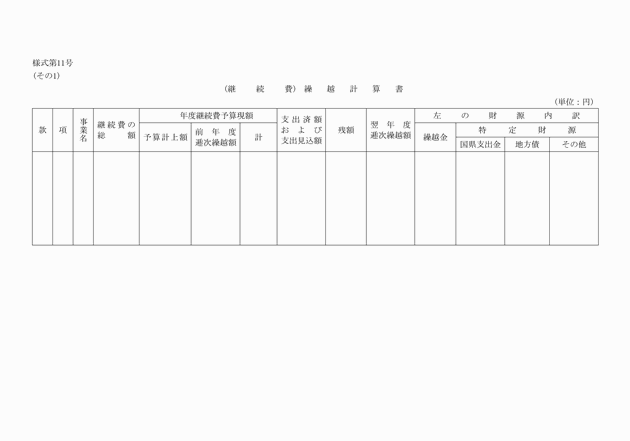 様式第11号
（その1）
（継続費）繰越計算書
（単位：円）
款
項
事業名
継続費の
総額
年度継続費予算現額
予算計上額
前年度
逓次繰越額
計
支出済額
および
支出見込額
残額
翌年度
逓次繰越額
左の財源内訳
繰越金
特定財源
国県支出金
地方債
その他